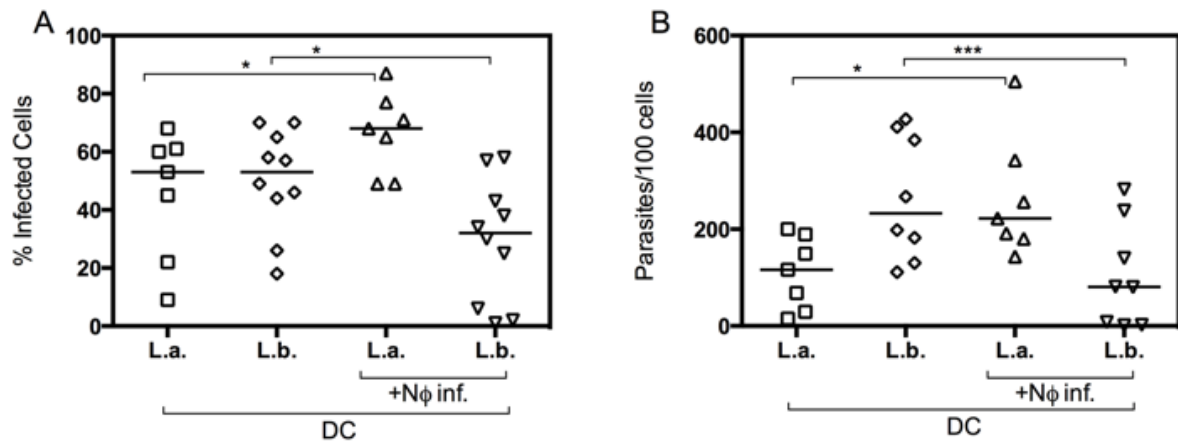 A
% Infected Cells
100
80
60
40
20
0
* *
L.a. L.b. L.a. L.b.
+Nϕ inf.
DC
B
Parasites/100 cells
600
400
200
0
* ***
L.a. L.b. L.a. L.b.
+Nϕ inf.
DC